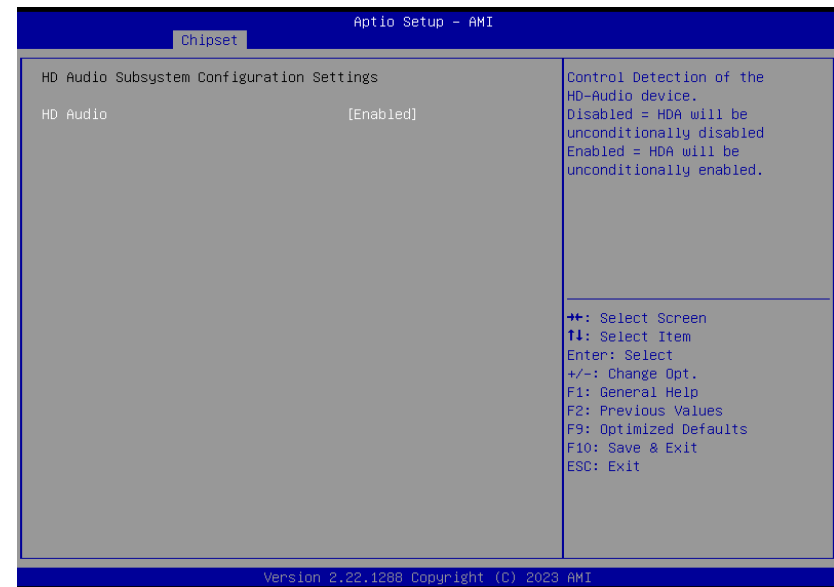 Aptio Setup – AMI
Chipset
HD Audio Subsystem Configuration Settings
HD Audio [Enabled]
Control Detection of the
HD-Audio device.
Disabled = HDA will be
unconditionally disabled
Enabled = HDA will be
unconditionally enabled.
→←: Select Screen
↑↓: Select Item
Enter: Select
+/-: Change Opt.
F1: General Help
F2: Previous Values
F9: Optimized Defaults
F10: Save & Exit
ESC: Exit
Version 2.22.1288 Copyright (C) 2023 AMI